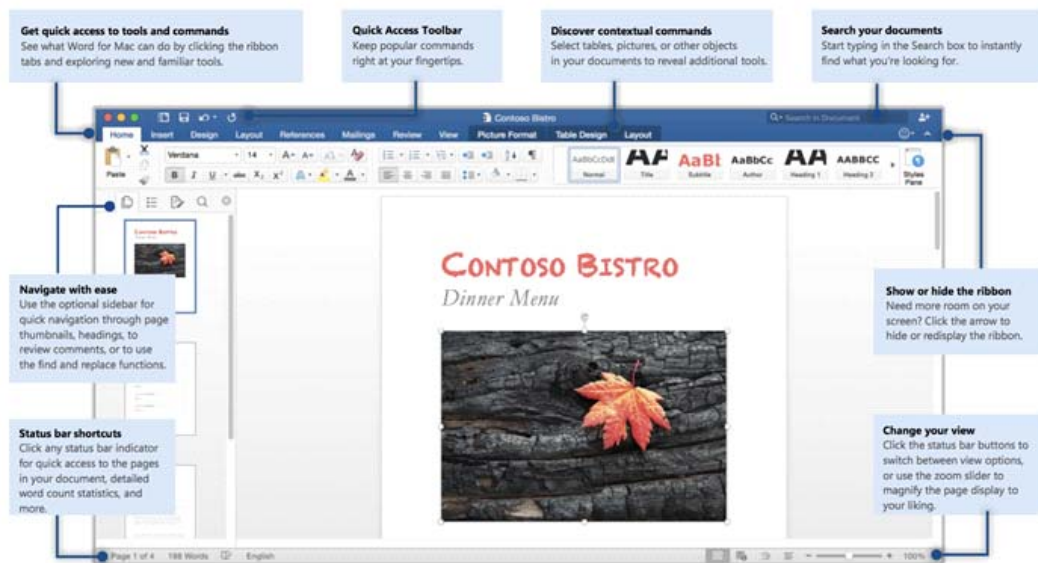 Get quick access to tools and commands
See what Word for Mac can do by clicking the ribbon
tabs and exploring new and familiar tools.
Quick Access Toolbar
Keep popular commands
right at your fingertips.
Discover contextual commands
Select tables, pictures, or other objects
in your documents to reveal additional tools.
Search your documents
Start typing in the Search box to instantly
find what you're looking for.
Contoso Bistro
Search in Document
Home Insert Design Layout References Mailings Review View Picture Format Table Design Layout
Paste
Verdana 14
AaBbCcDdE
Normal
Title
AaBb
Subtitle
AaBbCc
Author
Heading 1
AABBCC
Heading 2
Styles
Pane
CONTOSO BISTRO
Dinner Menu
Navigate with ease
Use the optional sidebar for
quick navigation through page
thumbnails, headings, to
review comments, or to use
the find and replace functions.
Show or hide the ribbon
Need more room on your
screen? Click the arrow to
hide or redisplay the ribbon.
Status bar shortcuts
Click any status bar indicator
for quick access to the pages
in your document, detailed
word count statistics, and
more.
Change your view
Click the status bar buttons to
switch between view options,
or use the zoom slider to
magnify the page display to
your liking.
Page 1 of 4 188 Words English
100%